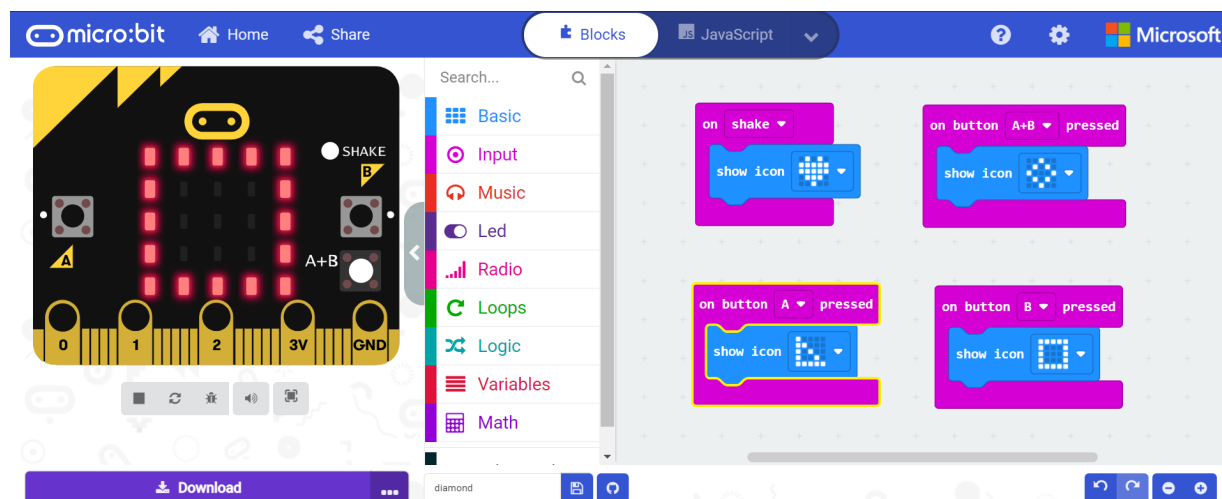 micro:bit Home Share Blocks JS JavaScript ? Microsoft
SHAKE
B
A
A+B
0 1 2 3V GND
Download
Search...
Basic
Input
Music
Led
Radio
Loops
Logic
Variables
Math
diamond
on shake
show icon
on button A+B pressed
show icon
on button A pressed
show icon
on button B pressed
show icon